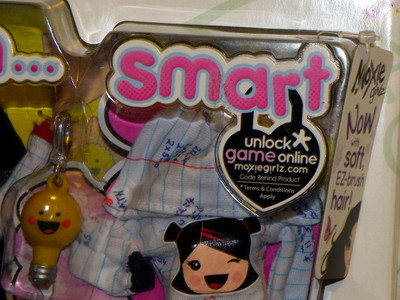 d...
smart
unlock*
game online
moxiegirlz.com
Code Behind Product
*Terms & Conditions
Apply
Moxie
girlz
Now!
with
soft,
EZ-brush
hair!